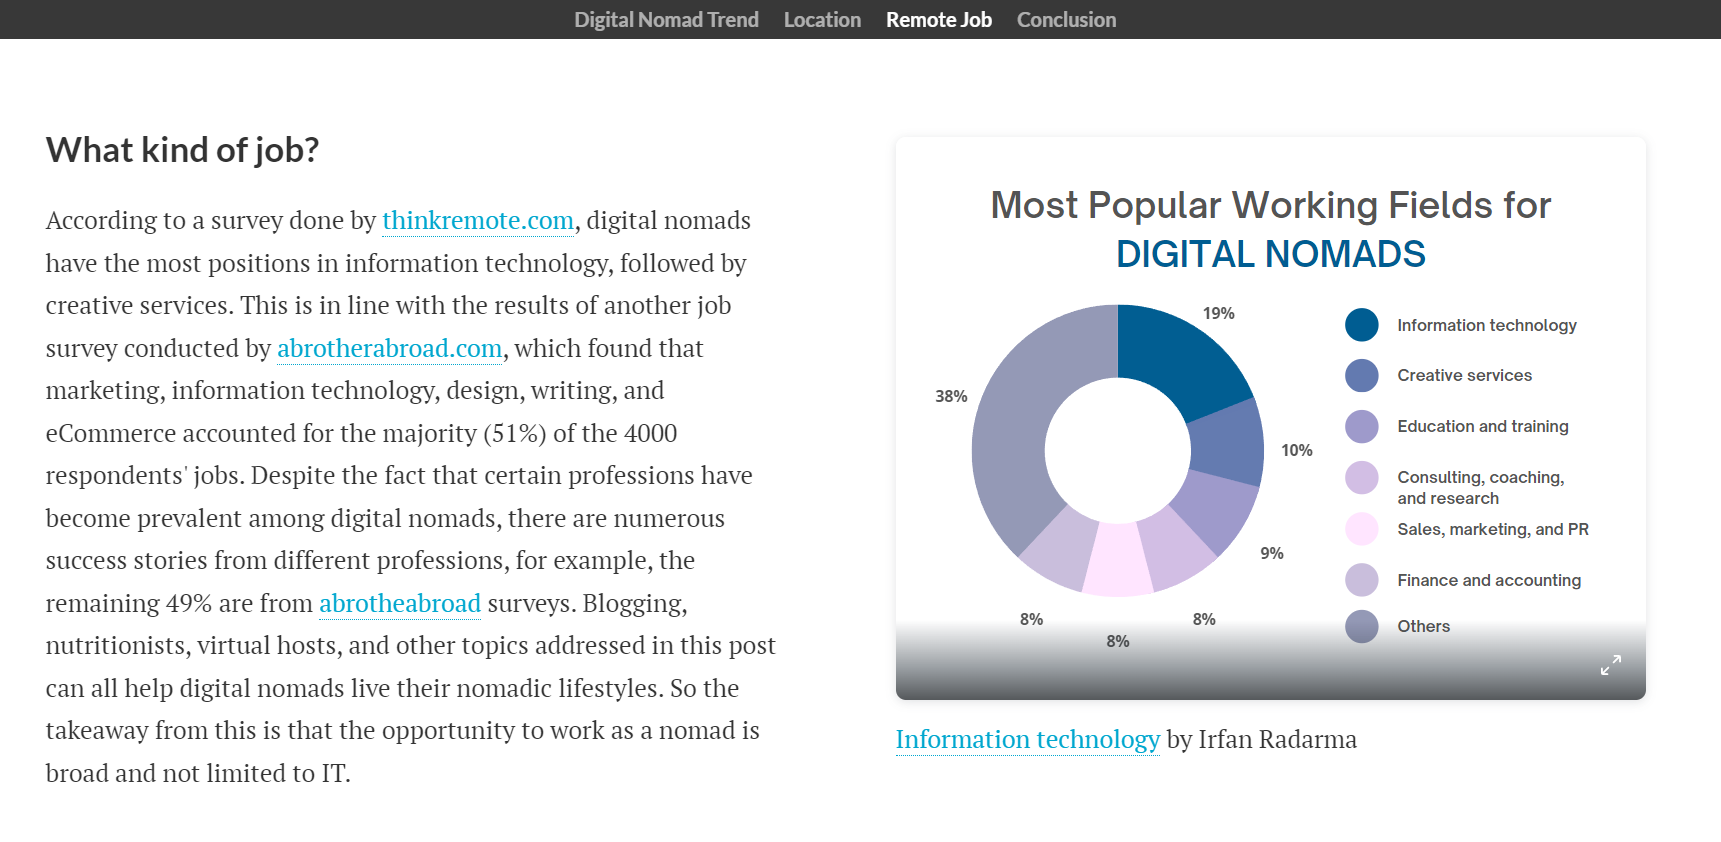 Digital Nomad Trend Location Remote Job Conclusion
What kind of job?
According to a survey done by thinkremote.com, digital nomads
have the most positions in information technology, followed by
creative services. This is in line with the results of another job
survey conducted by abrotherabroad.com, which found that
marketing, information technology, design, writing, and
eCommerce accounted for the majority (51%) of the 4000
respondents' jobs. Despite the fact that certain professions have
become prevalent among digital nomads, there are numerous
success stories from different professions, for example, the
remaining 49% are from abrotheabroad surveys. Blogging,
nutritionists, virtual hosts, and other topics addressed in this post
can all help digital nomads live their nomadic lifestyles. So the
takeaway from this is that the opportunity to work as a nomad is
broad and not limited to IT.
Most Popular Working Fields for
DIGITAL NOMADS
19%
38%
10%
9%
8%
8%
8%
Information technology
Creative services
Education and training
Consulting, coaching,
and research
Sales, marketing, and PR
Finance and accounting
Others
Information technology by Irfan Radarma